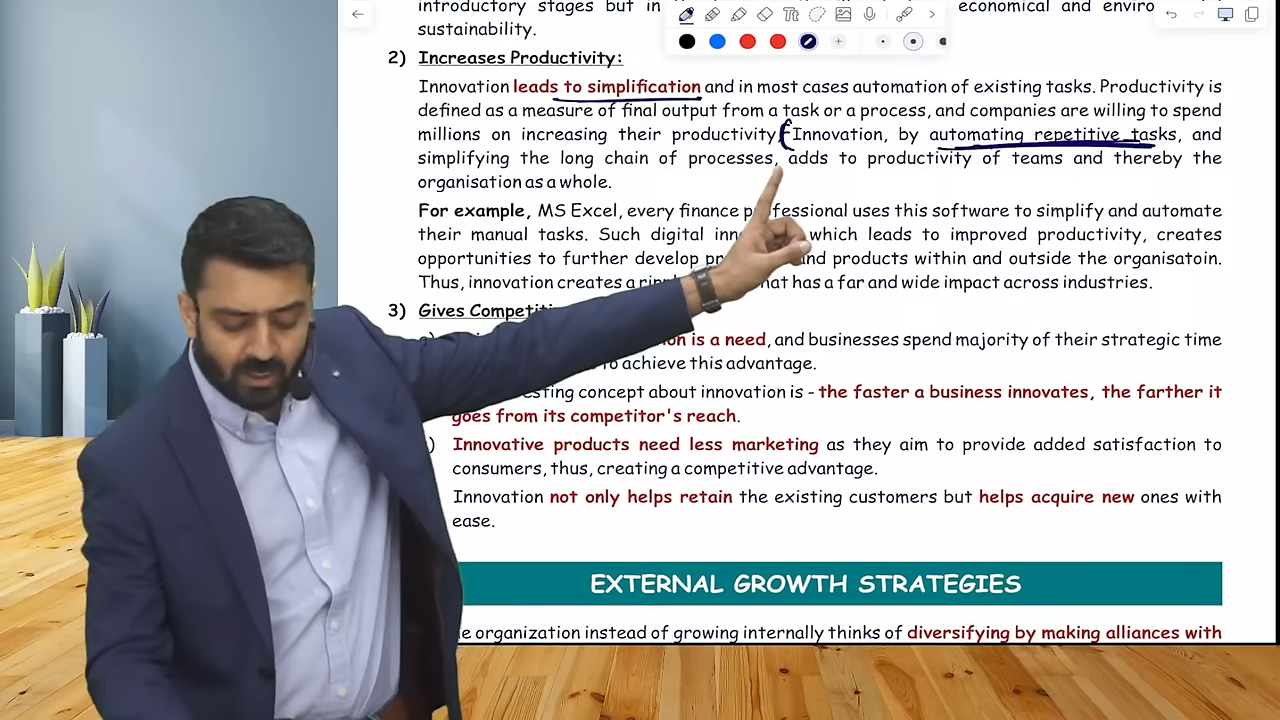 introductory stages but in economical and enviro
sustainability.
2) Increases Productivity:
Innovation leads to simplification and in most cases automation of existing tasks. Productivity is
defined as a measure of final output from a task or a process, and companies are willing to spend
millions on increasing their productivity Innovation, by automating repetitive tasks, and
simplifying the long chain of processes, adds to productivity of teams and thereby the
organisation as a whole.
For example, MS Excel, every finance professional uses this software to simplify and automate
their manual tasks. Such digital which leads to improved productivity, creates
opportunities to further develop and products within and outside the organisatoin.
Thus, innovation creates a that has a far and wide impact across industries.
3) Gives
is a need, and businesses spend majority of their strategic time
to achieve this advantage.
concept about innovation is - the faster a business innovates, the farther it
goes from its competitor's reach.
) Innovative products need less marketing as they aim to provide added satisfaction to
consumers, thus, creating a competitive advantage.
Innovation not only helps retain the existing customers but helps acquire new ones with
ease.
EXTERNAL GROWTH STRATEGIES
organization instead of growing internally thinks of diversifying by making alliances with